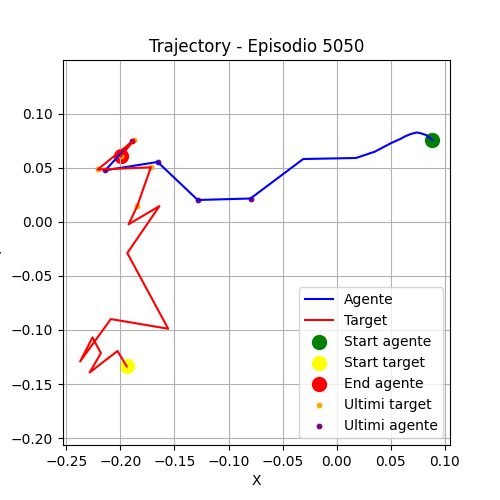 Trajectory - Episodio 5050
0.10
0.05
0.00
−0.05
−0.10
−0.15
−0.20
−0.25
−0.20
−0.15
−0.10
−0.05
0.00
0.05
0.10
X
Agente
Target
Start agente
Start target
End agente
Ultimi target
Ultimi agente